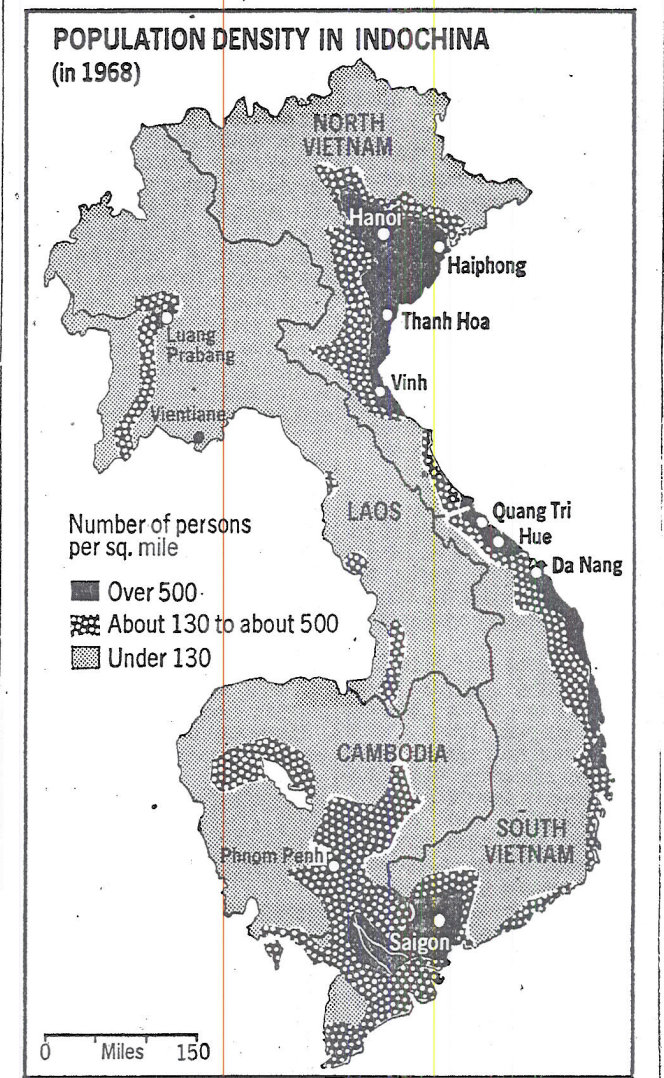 POPULATION DENSITY IN INDOCHINA
(in 1968)
NORTH
VIETNAM
Hanoi
Haiphong
Thanh Hoa
Luang
Prabang
Vinh
Vientiane
LAOS
Quang Tri
Hue
Da Nang
Number of persons
per sq. mile
Over 500
About 130 to about 500
Under 130
CAMBODIA
SOUTH
VIETNAM
Phnom Penh
Saigon
0 Miles 150